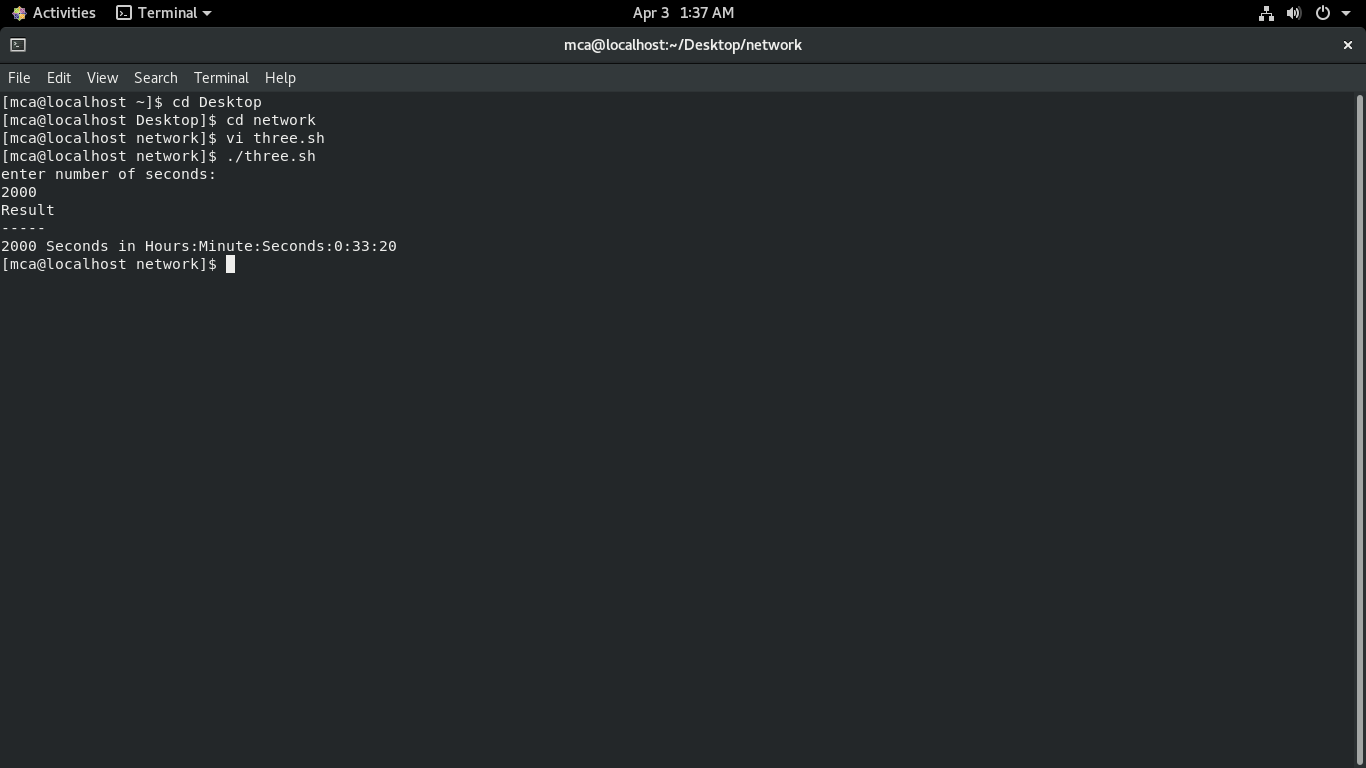 Activities Terminal Apr 3 1:37 AM
mca@localhost:~/Desktop/network
File Edit View Search Terminal Help
[mca@localhost ~]$ cd Desktop
[mca@localhost Desktop]$ cd network
[mca@localhost network]$ vi three.sh
[mca@localhost network]$ ./three.sh
enter number of seconds:
2000
Result
-----
2000 Seconds in Hours:Minute:Seconds:0:33:20
[mca@localhost network]$